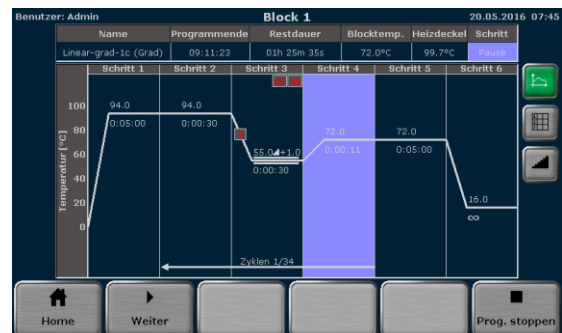 Benutzer: Admin Block 1 20.05.2016 07:45
Name Programmende Restdauer Blocktemp. Heizdeckel Schritt
Linear-grad-1c (Grad) 09:11:23 01h 25m 35s 72.0°C 99.7°C Pause
Schritt 1 Schritt 2 Schritt 3 Schritt 4 Schritt 5 Schritt 6
Temperatur [°C]
100
80
60
40
20
0
94.0 94.0
0:05:00 0:00:30
55.0 +1.0
0:00:30
72.0 72.0
0:00:11 0:05:00
16.0
∞
Zyklen 1/34
Home Weiter Prog. stoppen